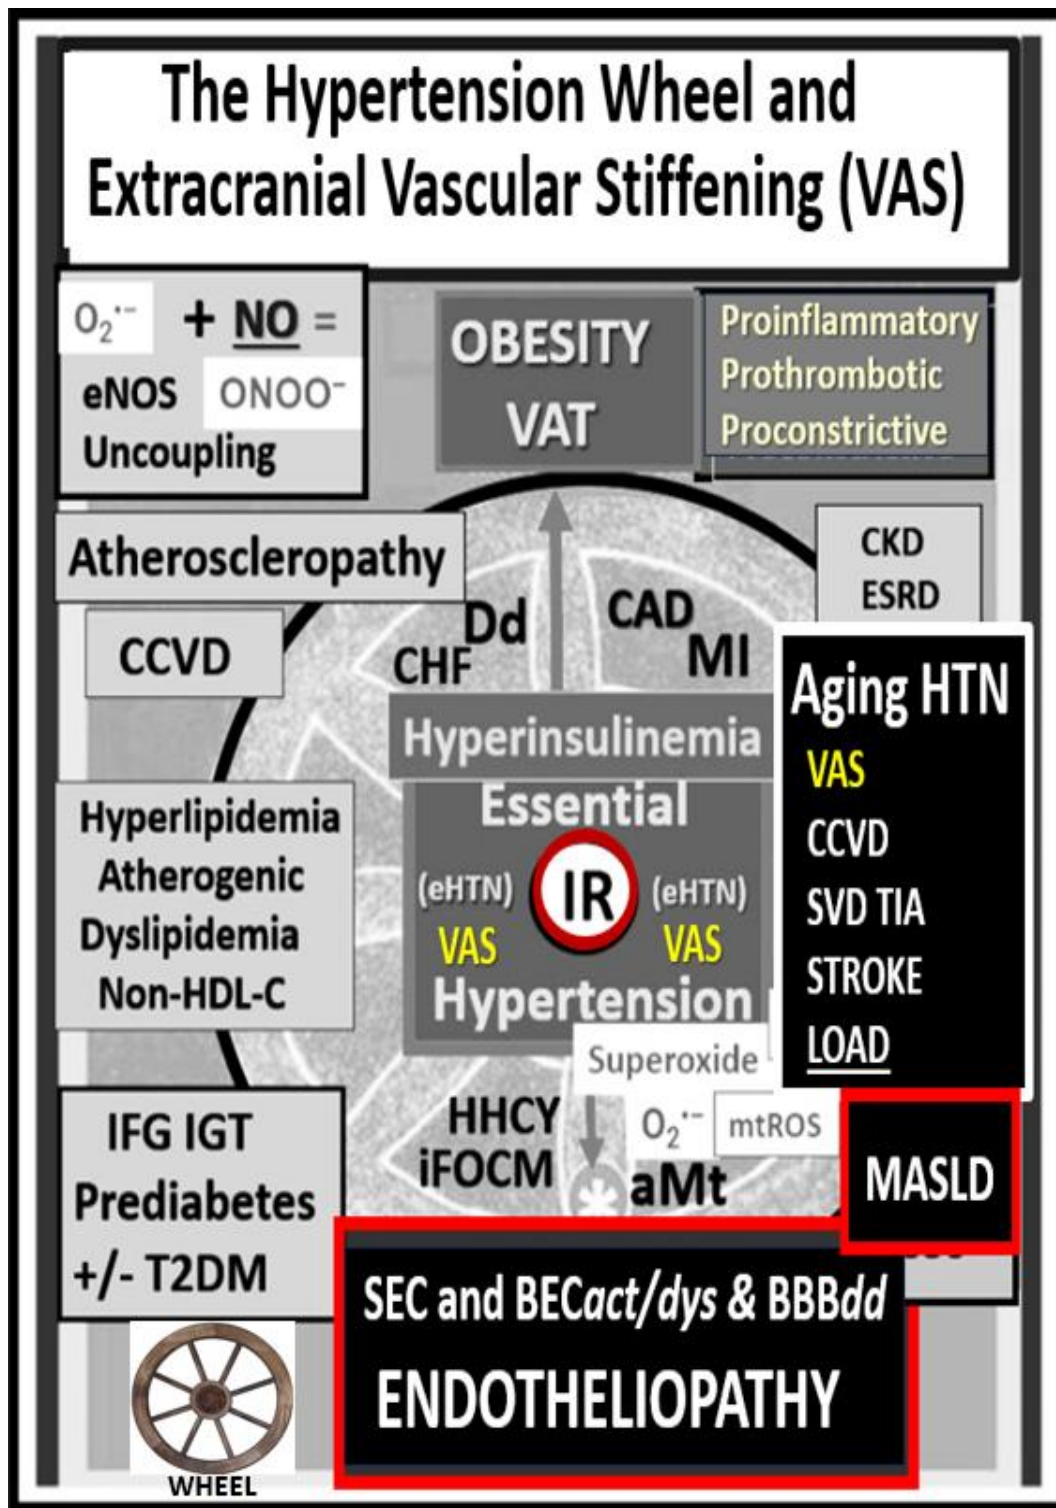 The Hypertension Wheel and
Extracranial Vascular Stiffening (VAS)
O₂•− + NO =
eNOS ONOO−
Uncoupling
OBESITY
VAT
Proinflammatory
Prothrombotic
Proconstrictive
Atheroscleropathy
CKD
ESRD
CCVD
Dd
CHF
CAD
MI
Aging HTN
VAS
CCVD
SVD TIA
STROKE
LOAD
Hyperinsulinemia
Essential
(eHTN) IR (eHTN)
VAS VAS
Hypertension
Hyperlipidemia
Atherogenic
Dyslipidemia
Non-HDL-C
Superoxide
O₂•− mtROS
aMt
HHCY
iFOCM
*
MASLD
IFG IGT
Prediabetes
+/- T2DM
SEC and BECact/dys & BBBdd
ENDOTHELIOPATHY
WHEEL